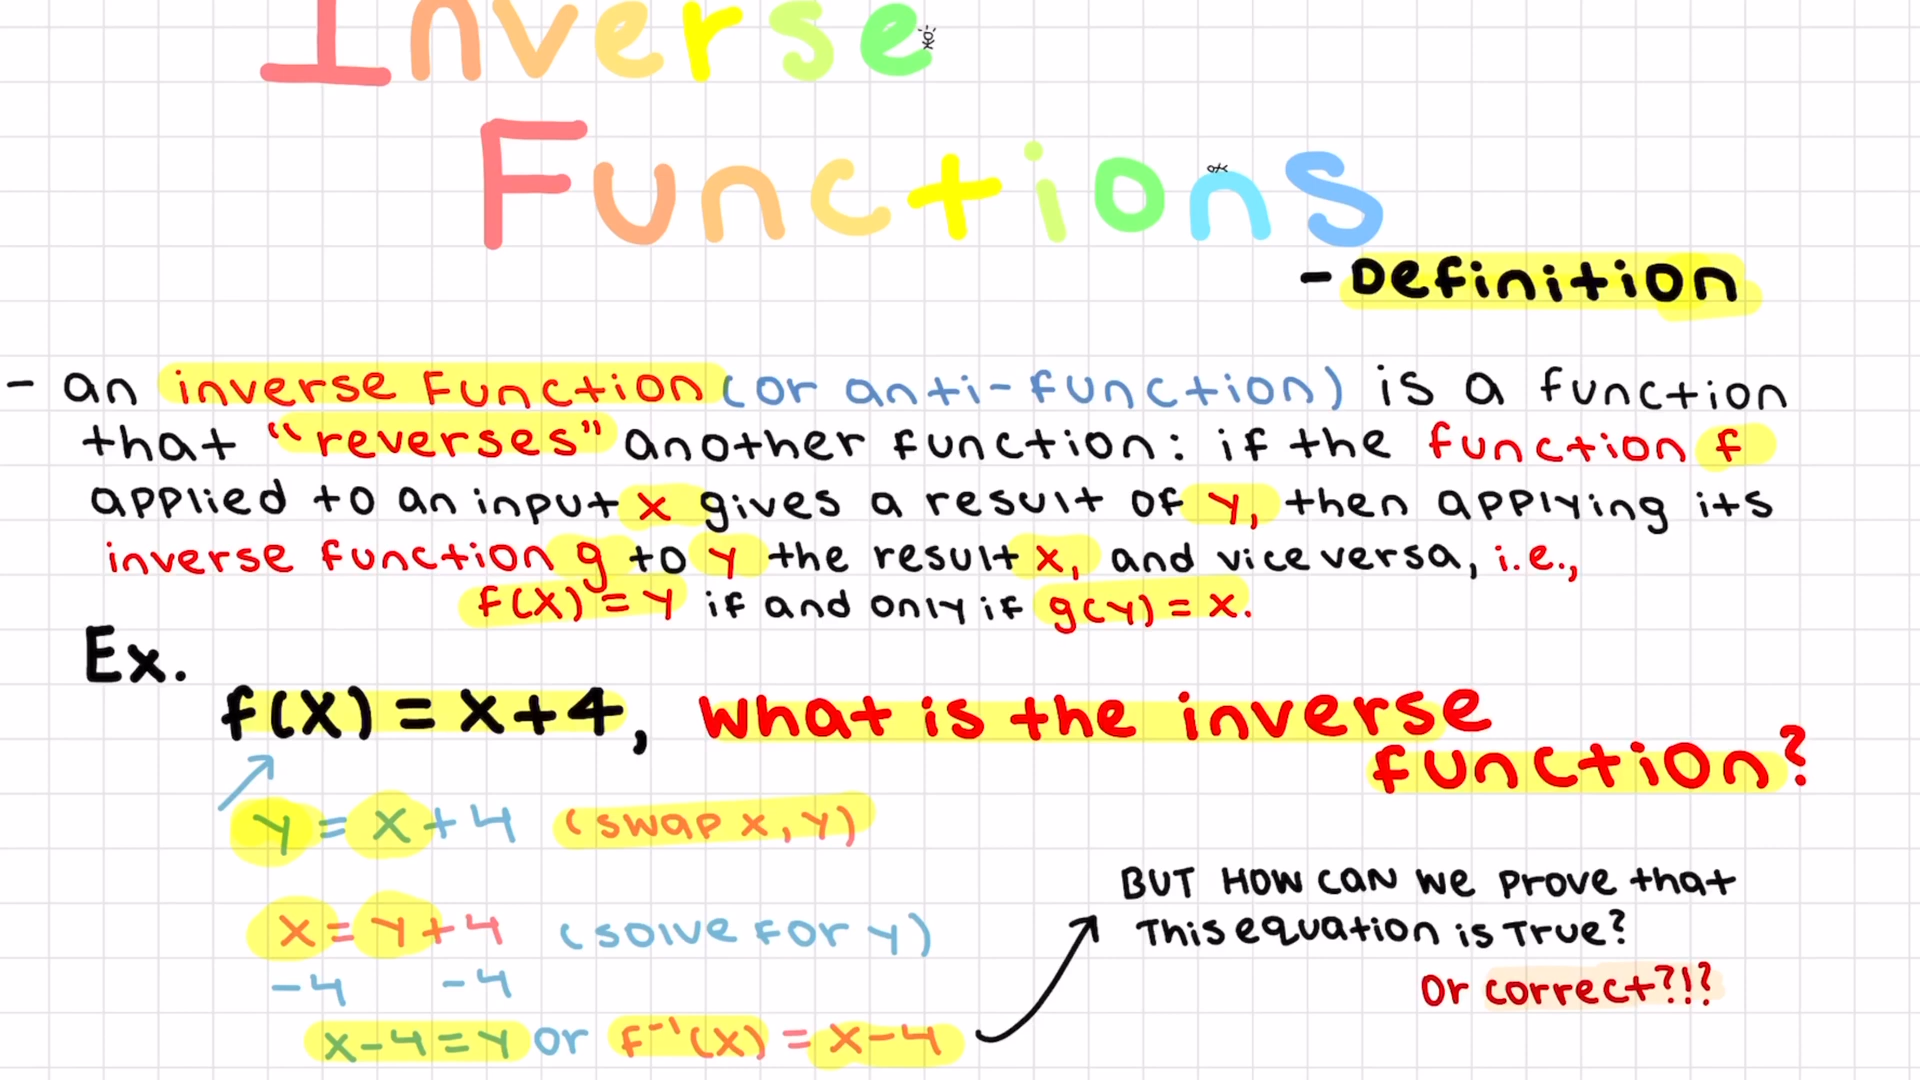 Inverse
Functions
- Definition
- an inverse Function (or anti-function) is a function
that "reverses" another function: if the function f
applied to an input x gives a result of y, then applying its
inverse function g to y the result x, and vice versa, i.e.,
f(x) = y if and only if g(y) = x.
Ex.
f(x) = x+4, what is the inverse
function?
y = x+4 (swap x, y)
x = y+4 (solve for y)
-4 -4
x-4=y or f⁻¹(x) = x-4
BUT HOW CAN we prove that
This equation is True?
Or correct?!?